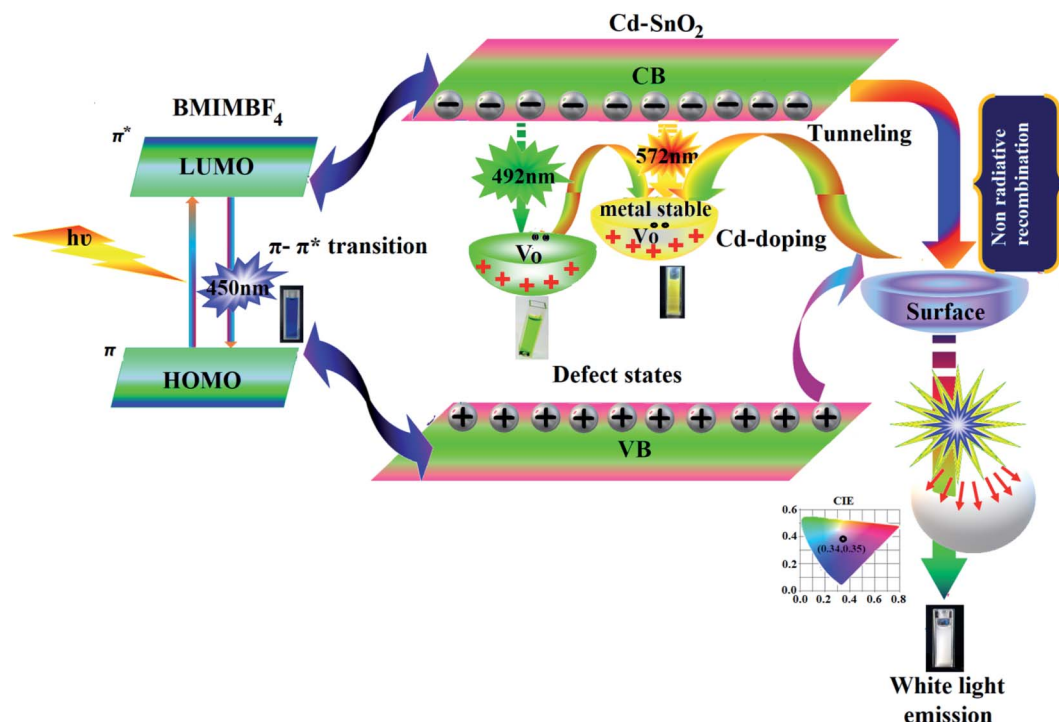 Cd-SnO₂
CB
BMIMBF₄
π*
LUMO
hυ
π- π* transition
450nm
π
HOMO
492nm
572nm
Tunneling
Non radiative
recombination
metal stable
Vo
Vo
Cd-doping
Surface
Defect states
VB
CIE
0.6
0.4
0.2
0.0
(0.34,0.35)
0.0 0.2 0.4 0.6 0.8
White light
emission